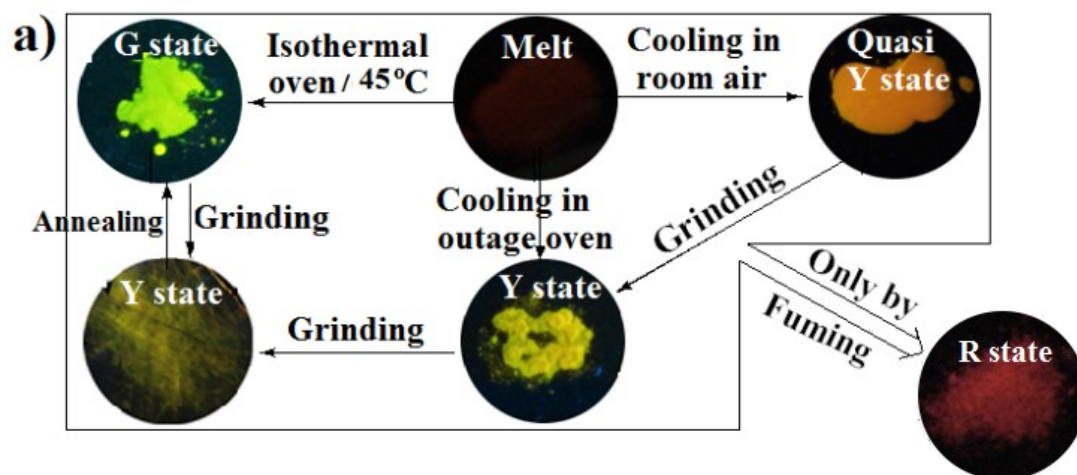 a)
G state
Isothermal
oven / 45°C
Melt
Cooling in
room air
Quasi
Y state
Annealing
Grinding
Cooling in
outage oven
Grinding
Y state
Grinding
Y state
Only by
Fuming
R state